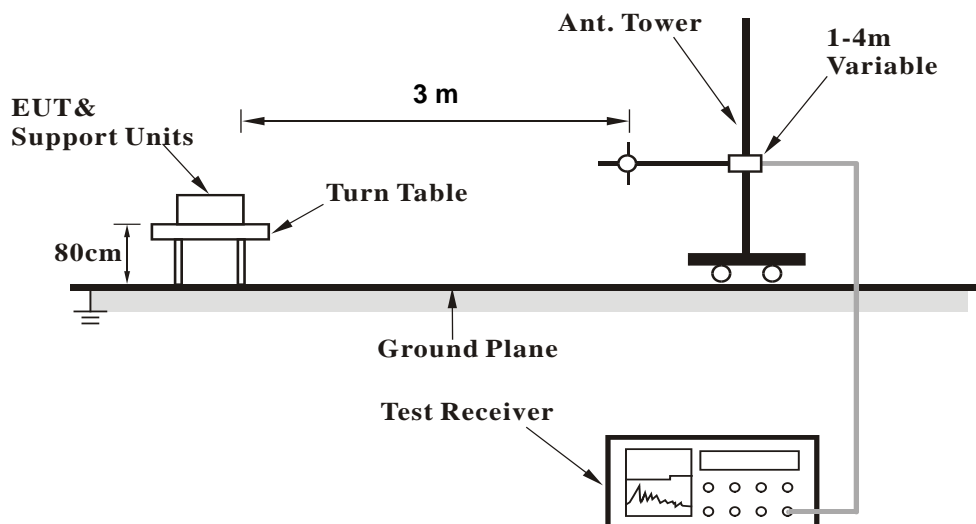 Ant. Tower
1-4m
Variable
3 m
EUT&
Support Units
Turn Table
80cm
Ground Plane
Test Receiver